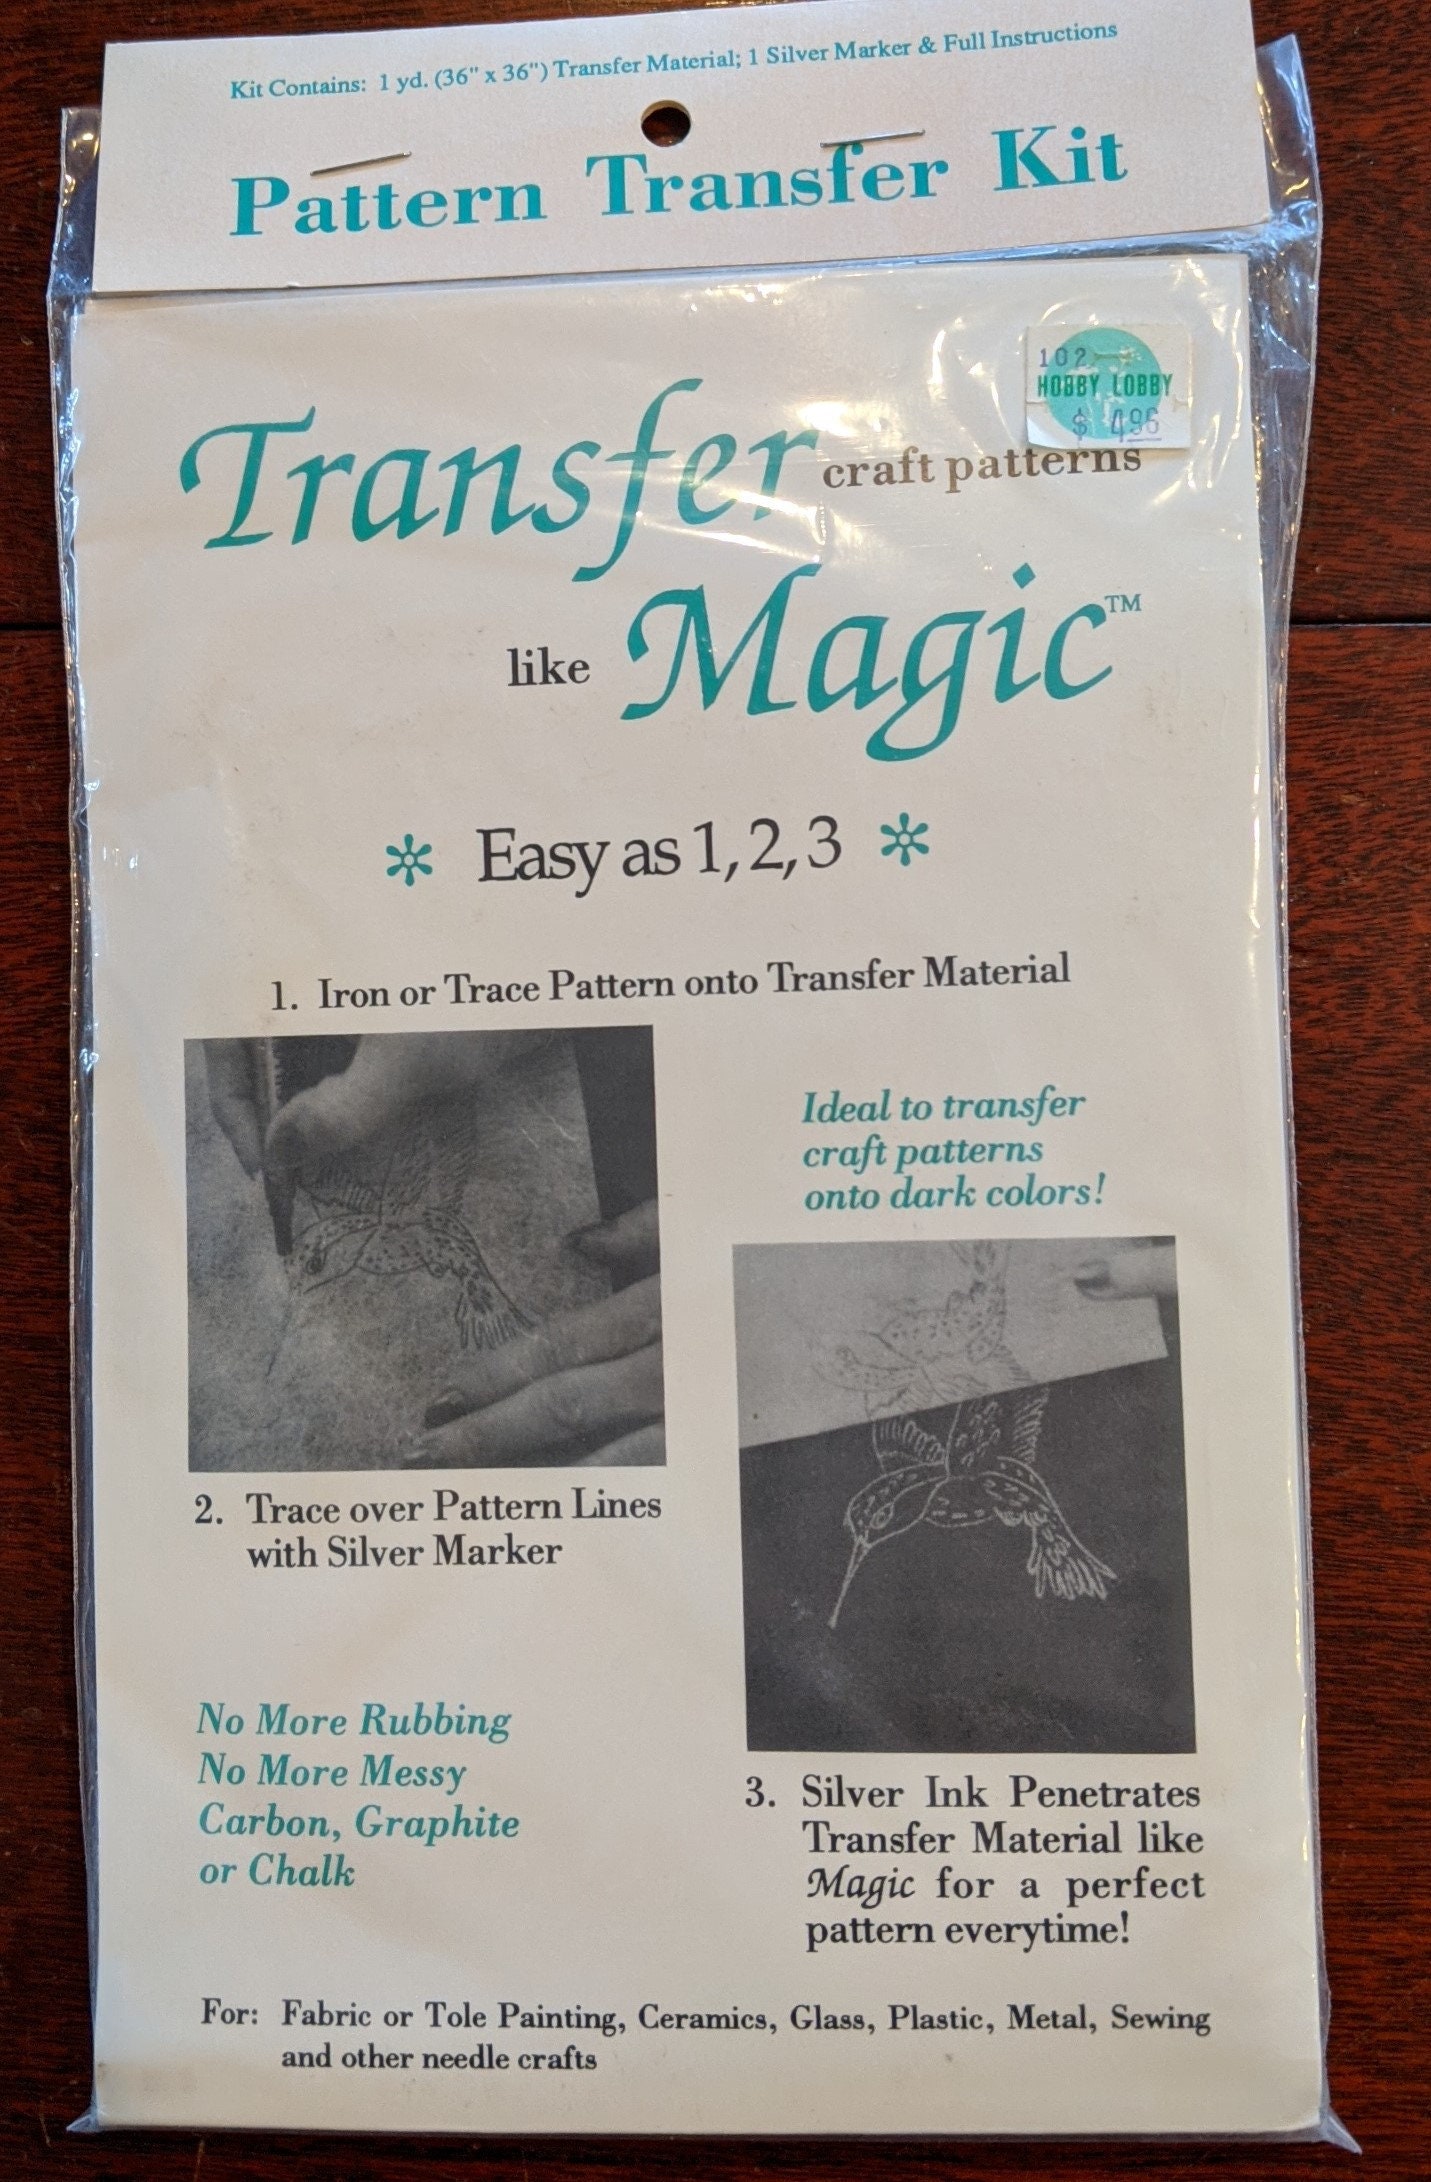 Kit Contains: 1 yd. (36" x 36") Transfer Material; 1 Silver Marker & Full Instructions
Pattern Transfer Kit
102
HOBBY LOBBY
$ 4.96
Transfer craft patterns
like Magic™
* Easy as 1, 2, 3 *
1. Iron or Trace Pattern onto Transfer Material
Ideal to transfer
craft patterns
onto dark colors!
2. Trace over Pattern Lines
with Silver Marker
No More Rubbing
No More Messy
Carbon, Graphite
or Chalk
3. Silver Ink Penetrates
Transfer Material like
Magic for a perfect
pattern everytime!
For: Fabric or Tole Painting, Ceramics, Glass, Plastic, Metal, Sewing
and other needle crafts